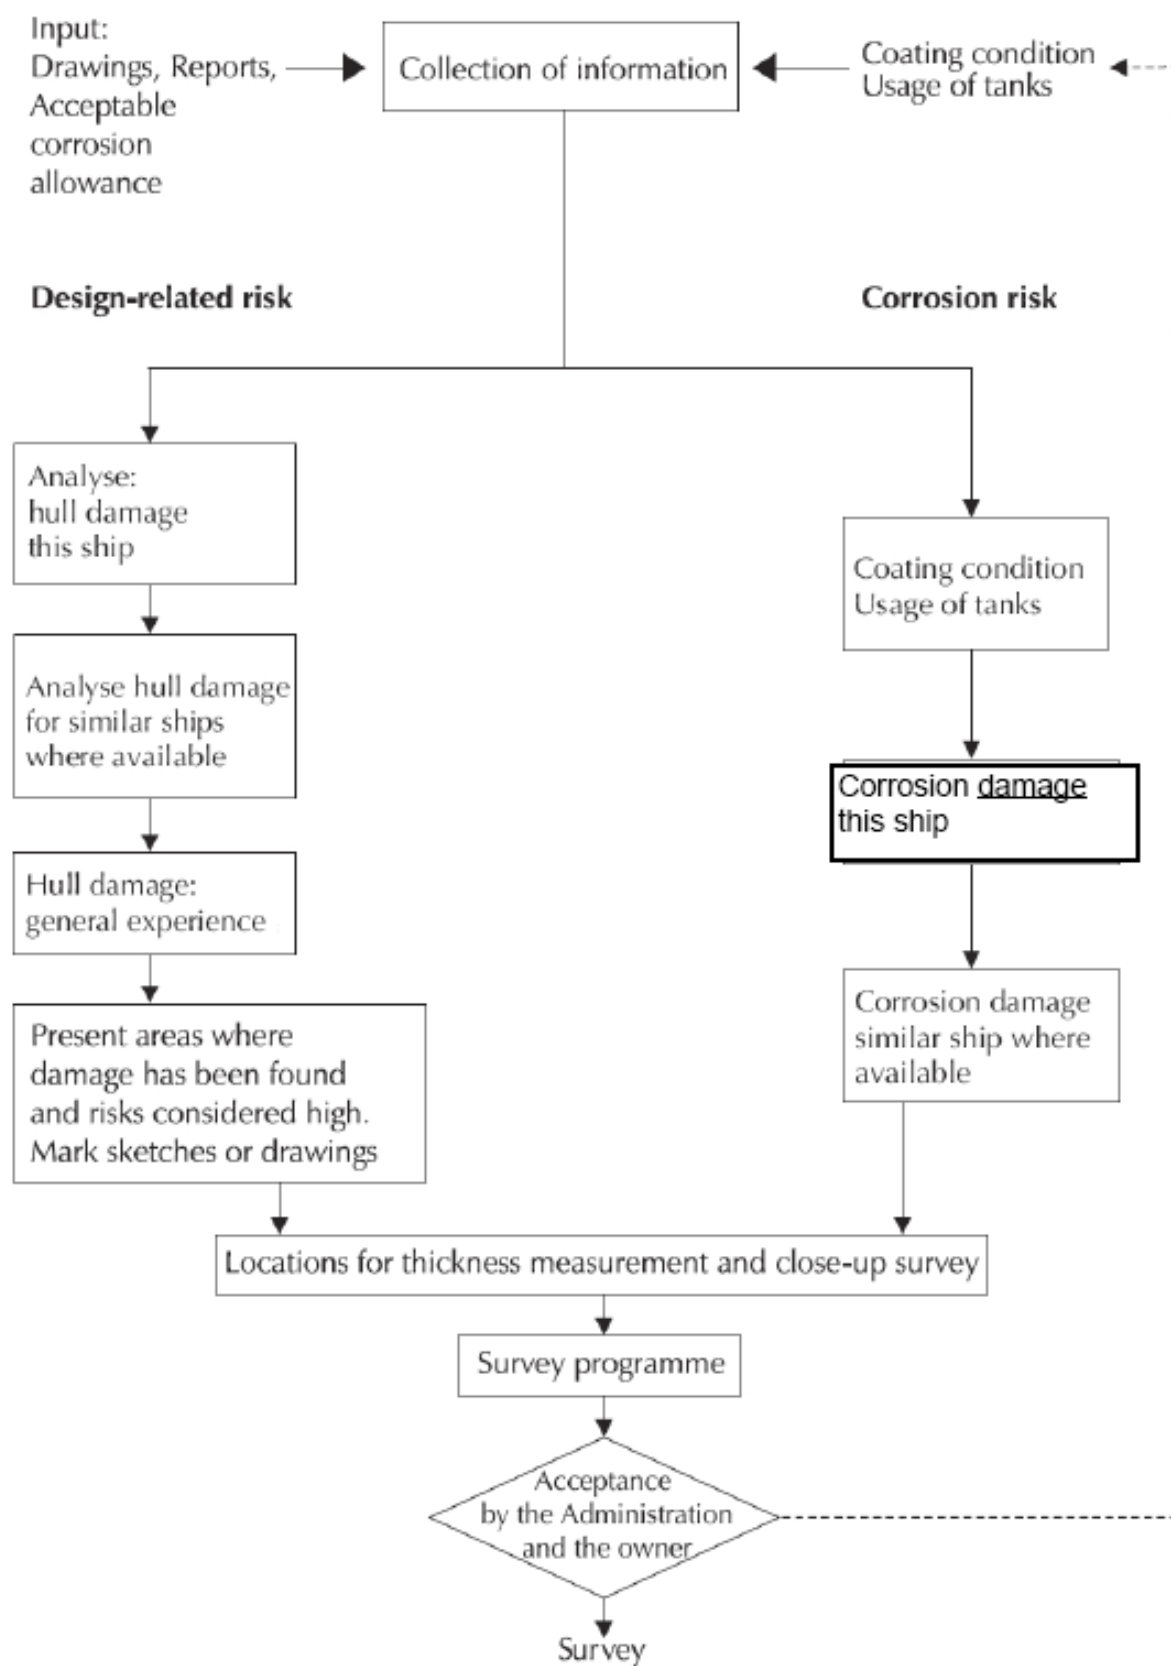 Input:
Drawings, Reports,
Acceptable
corrosion
allowance
Collection of information
Coating condition
Usage of tanks
Design-related risk
Corrosion risk
Analyse:
hull damage
this ship
Analyse hull damage
for similar ships
where available
Hull damage:
general experience
Present areas where
damage has been found
and risks considered high.
Mark sketches or drawings
Coating condition
Usage of tanks
Corrosion damage
this ship
Corrosion damage
similar ship where
available
Locations for thickness measurement and close-up survey
Survey programme
Acceptance
by the Administration
and the owner
Survey